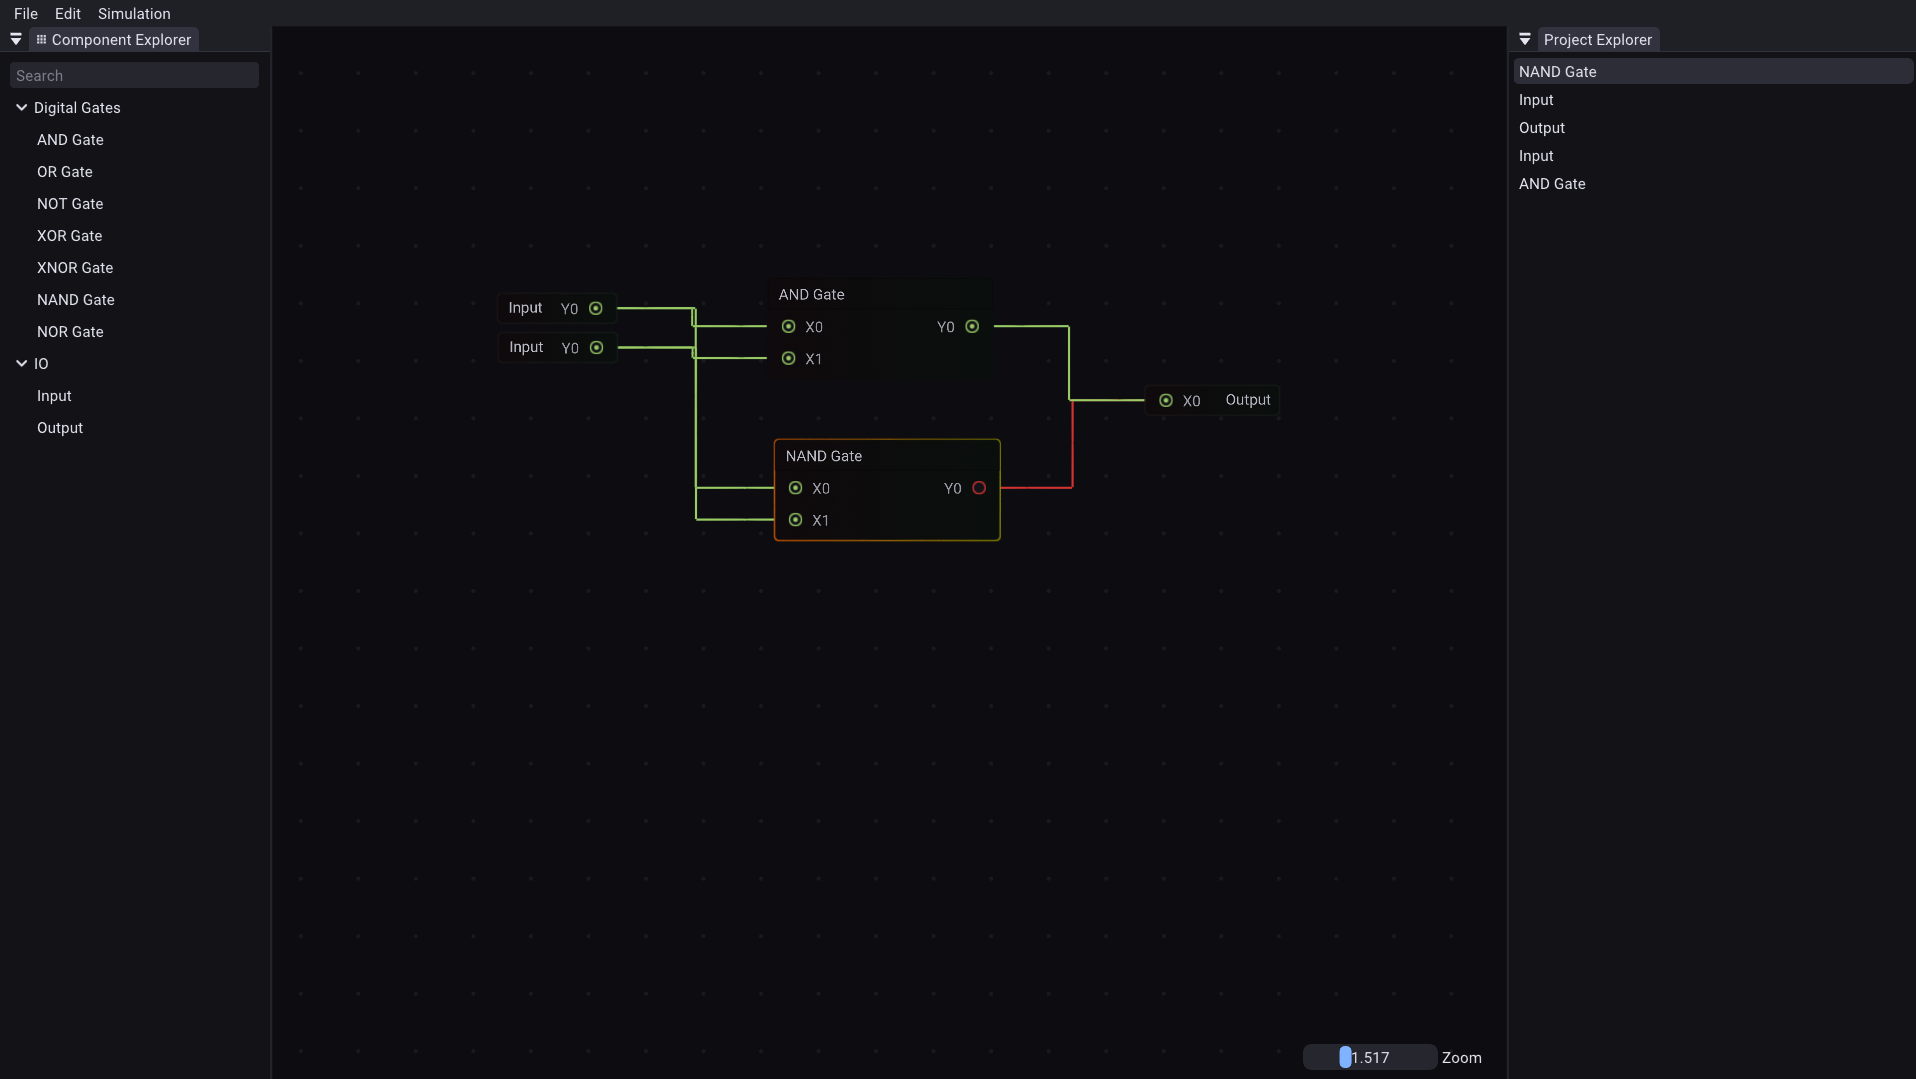 File Edit Simulation
Component Explorer
Search
Digital Gates
AND Gate
OR Gate
NOT Gate
XOR Gate
XNOR Gate
NAND Gate
NOR Gate
IO
Input
Output
Input Y0
Input Y0
AND Gate
X0 Y0
X1
X0 Output
NAND Gate
X0 Y0
X1
1.517 Zoom
Project Explorer
NAND Gate
Input
Output
Input
AND Gate